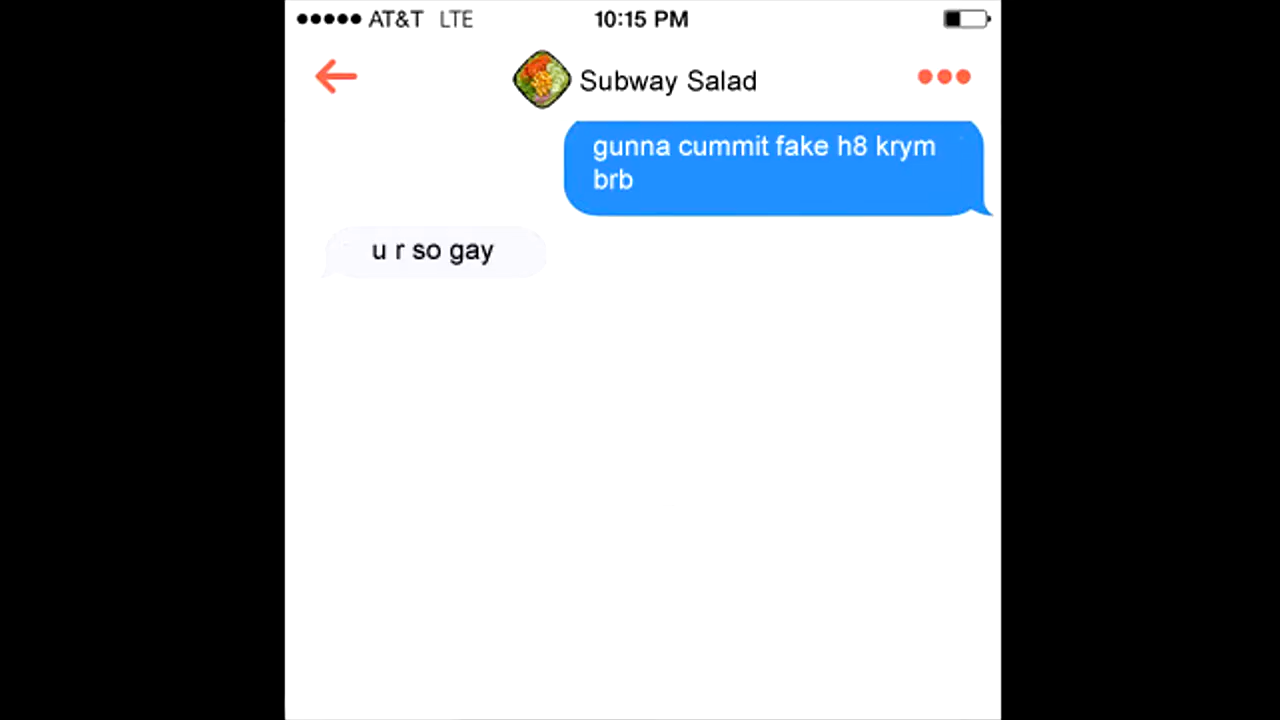 AT&T LTE 10:15 PM
Subway Salad
gunna cummit fake h8 krym
brb
u r so gay